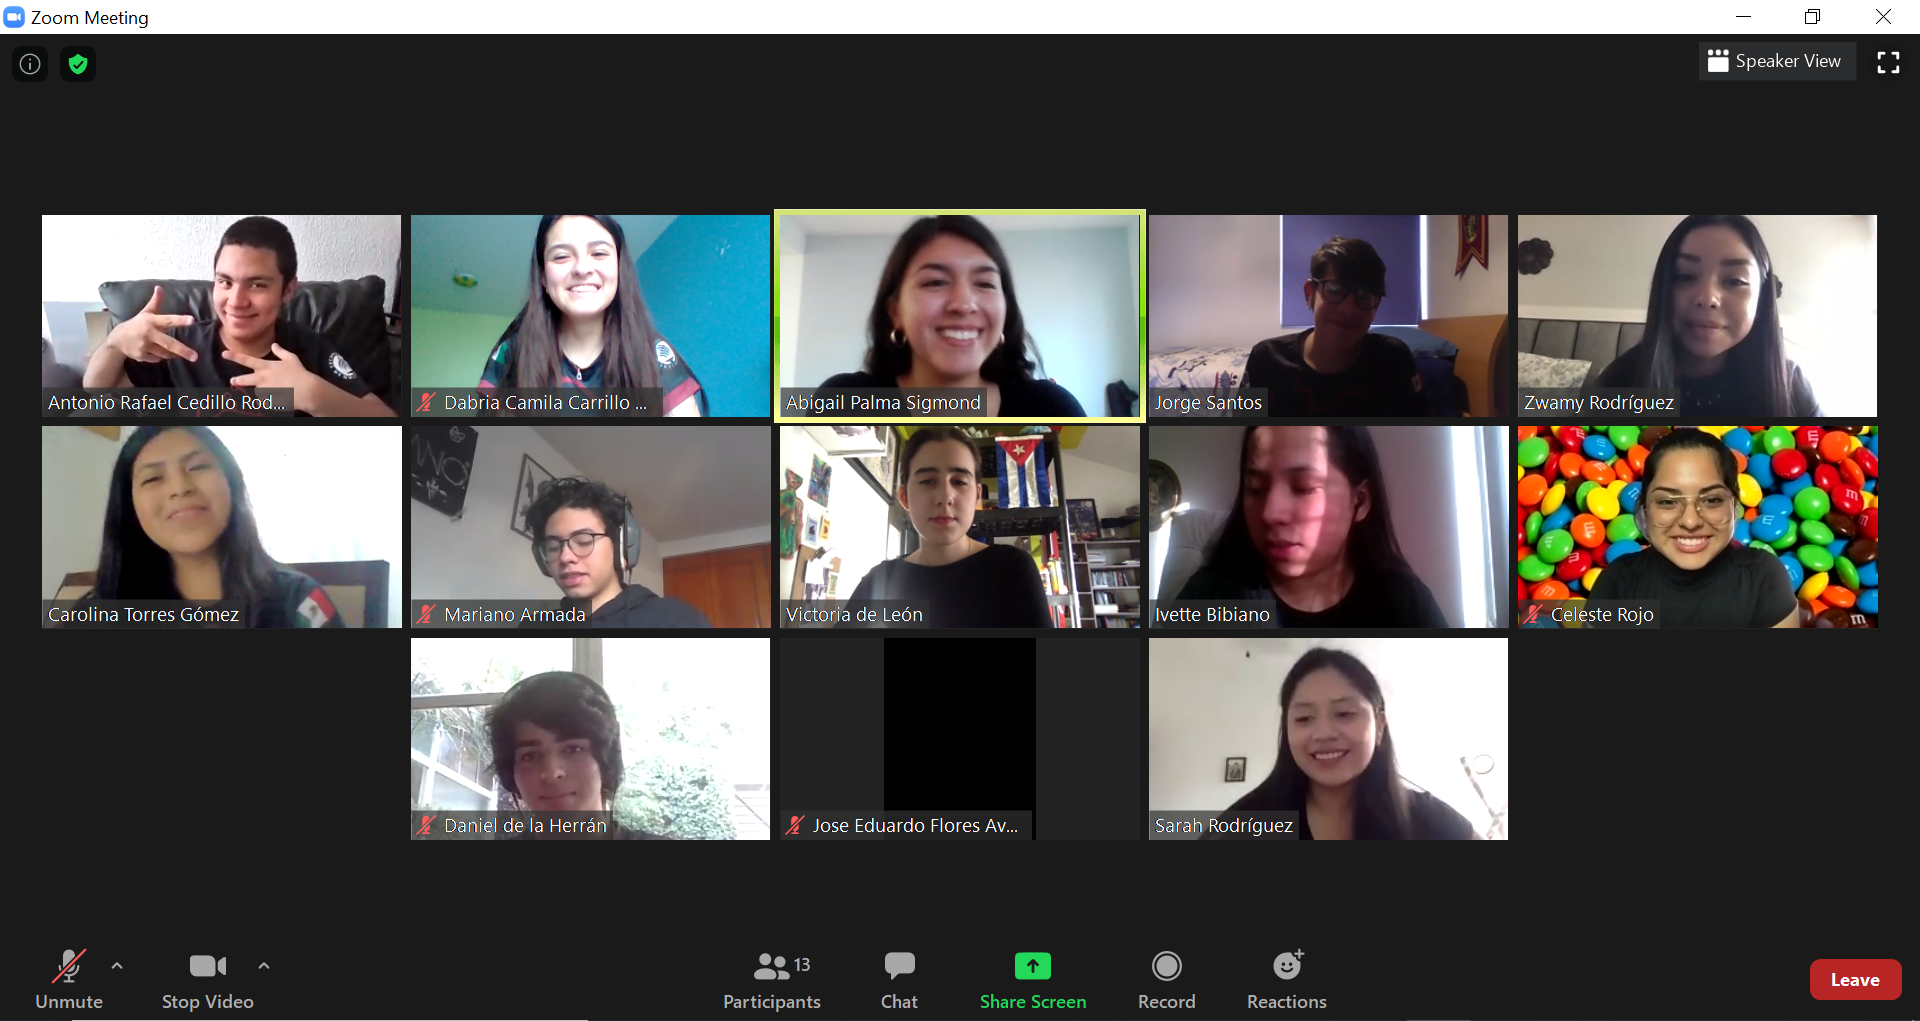 Zoom Meeting
Speaker View
Antonio Rafael Cedillo Rod...
Dabria Camila Carrillo ...
Abigail Palma Sigmond
Jorge Santos
Zwamy Rodríguez
Carolina Torres Gómez
Mariano Armada
Victoria de León
Ivette Bibiano
Celeste Rojo
Daniel de la Herrán
Jose Eduardo Flores Av...
Sarah Rodríguez
Unmute
Stop Video
13
Participants
Chat
Share Screen
Record
Reactions
Leave